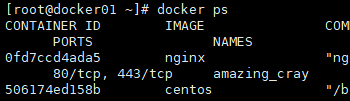 [root@docker01 ~]# docker ps
CONTAINER ID        IMAGE               COM
PORTS               NAMES
0fd7ccd4ada5        nginx               "ng
80/tcp, 443/tcp     amazing_cray
506174ed158b        centos              "/b